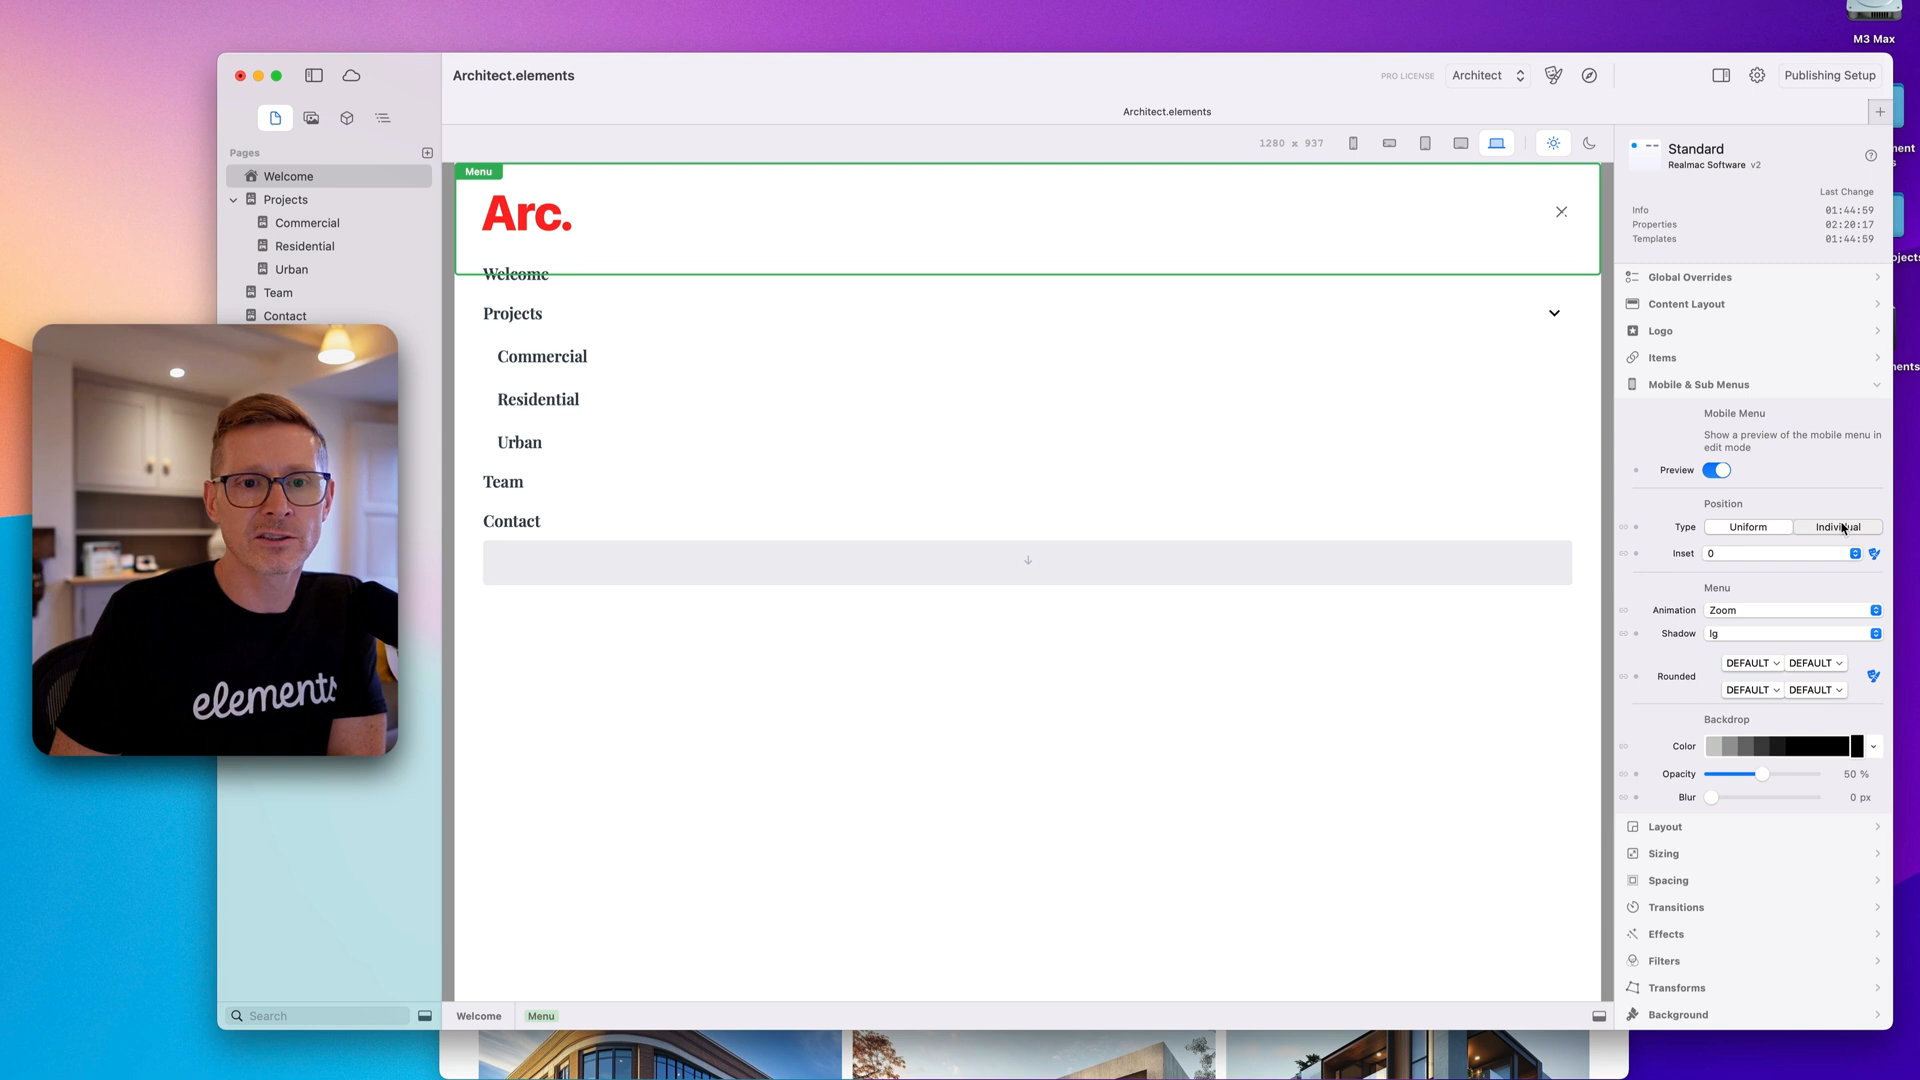 M3 Max
Architect.elements
PRO LICENSE
Architect
Publishing Setup
Architect.elements
1280 x 937
Pages
Welcome
Projects
Commercial
Residential
Urban
Team
Contact
Search
Menu
Arc.
Welcome
Projects
Commercial
Residential
Urban
Team
Contact
Welcome
Menu
Standard
Realmac Software v2
Last Change
Info 01:44:59
Properties 02:20:17
Templates 01:44:59
Global Overrides
Content Layout
Logo
Items
Mobile & Sub Menus
Mobile Menu
Show a preview of the mobile menu in
edit mode
Preview
Position
Type Uniform Individual
Inset 0
Menu
Animation Zoom
Shadow lg
DEFAULT DEFAULT
Rounded
DEFAULT DEFAULT
Backdrop
Color
Opacity 50 %
Blur 0 px
Layout
Sizing
Spacing
Transitions
Effects
Filters
Transforms
Background
elements